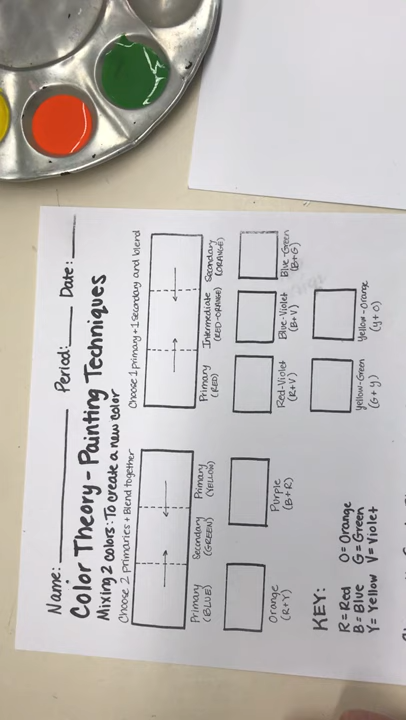 Name: Period: Date:
Color Theory - Painting Techniques
Mixing 2 colors: To create a new color
Choose 2 primaries + Blend together
Primary Secondary Primary
(BLUE) (GREEN) (YELLOW)
Orange Purple
(R+Y) (B+R)
Choose 1 primary + 1 Secondary and blend
Primary Intermediate Secondary
(RED) (RED-ORANGE) (ORANGE)
Red-Violet Blue-Violet Blue-Green
(R+V) (B+V) (B+G)
Yellow-Green Yellow-Orange
(G+Y) (Y+O)
KEY:
R = Red O = Orange
B = Blue G = Green
Y = Yellow V = Violet